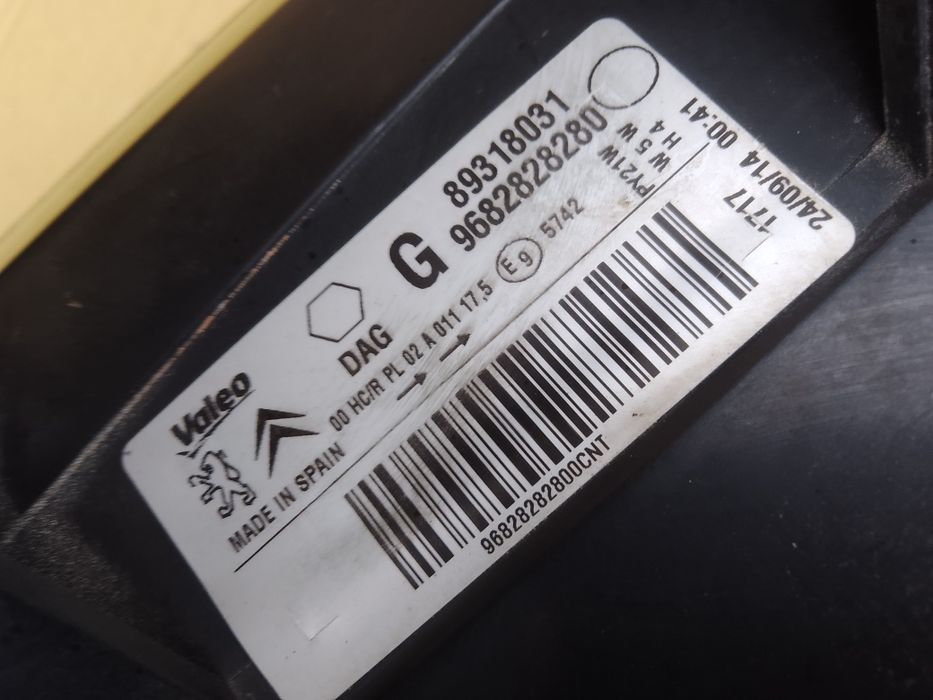 Valeo
MADE IN SPAIN
DAG
00 HC/R PL 02 A 011 17,5
G
89318031
9682828280
E9
5742
PY21W
W5W
H4
1717
24/09/14 00:41
96828282800CNT